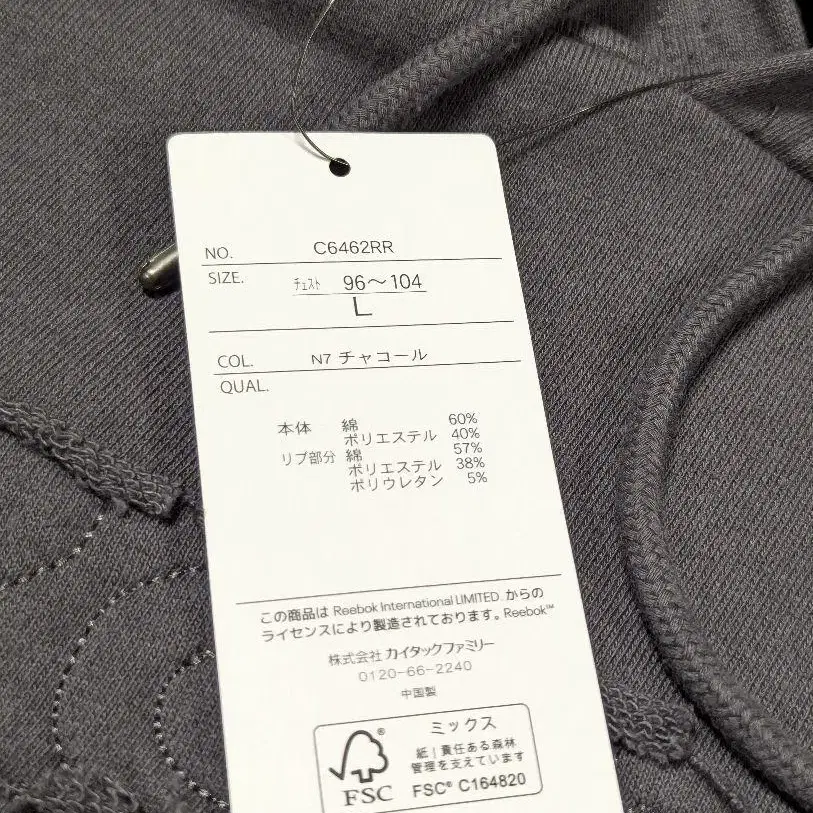 NO. C6462RR
SIZE. ﾁｪｽﾄ 96～104
L
COL. N7 チャコール
QUAL.
本体 綿 60%
ポリエステル 40%
リブ部分 綿 57%
ポリエステル 38%
ポリウレタン 5%
この商品は Reebok International LIMITED. からの
ライセンスにより製造されております。Reebok™
株式会社 カイタックファミリー
0120-66-2240
中国製
FSC®
ミックス
紙｜責任ある森林
管理を支えています
FSC® C164820